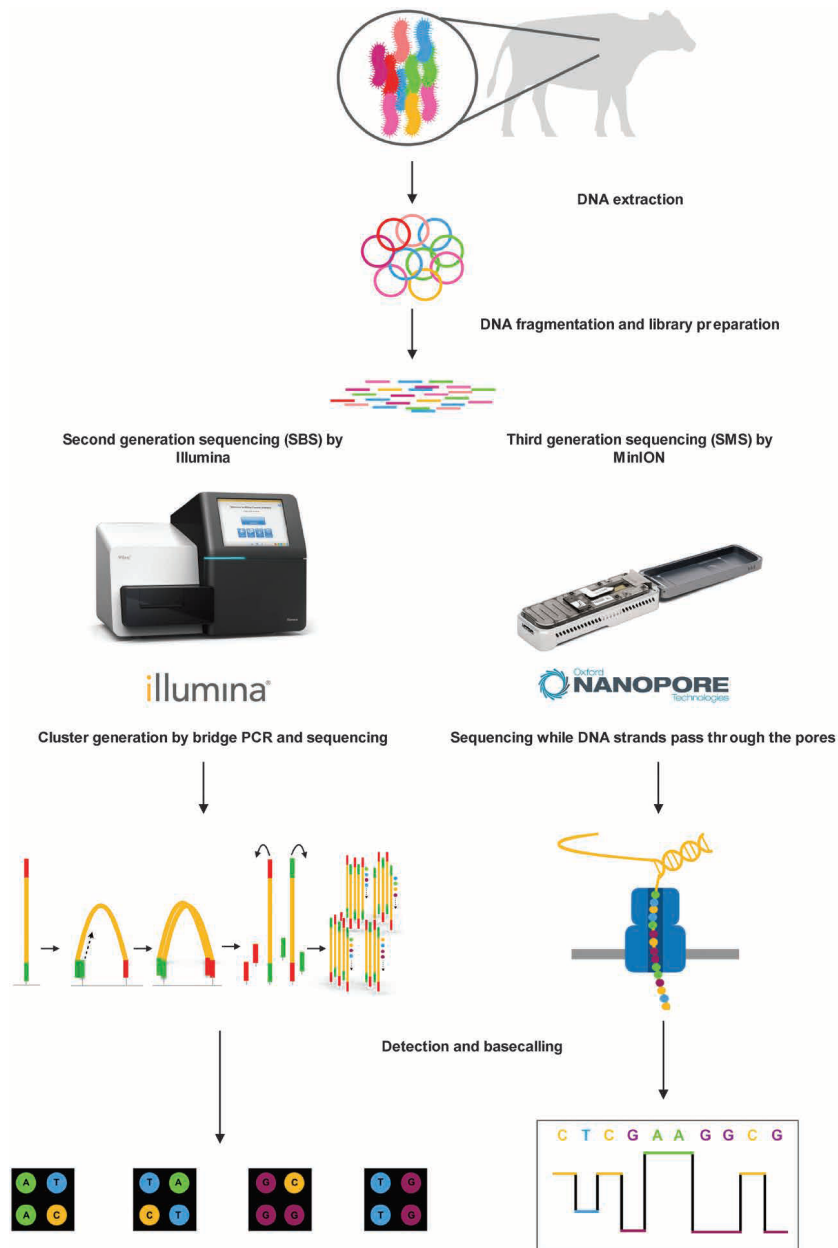 DNA extraction
DNA fragmentation and library preparation
Second generation sequencing (SBS) by
Illumina
Third generation sequencing (SMS) by
MinION
illumina®
Oxford
NANOPORE
Technologies
Cluster generation by bridge PCR and sequencing
Sequencing while DNA strands pass through the pores
Detection and basecalling
C T C G A A G G C G
A T
A C
T A
C T
G C
G G
T G
T G